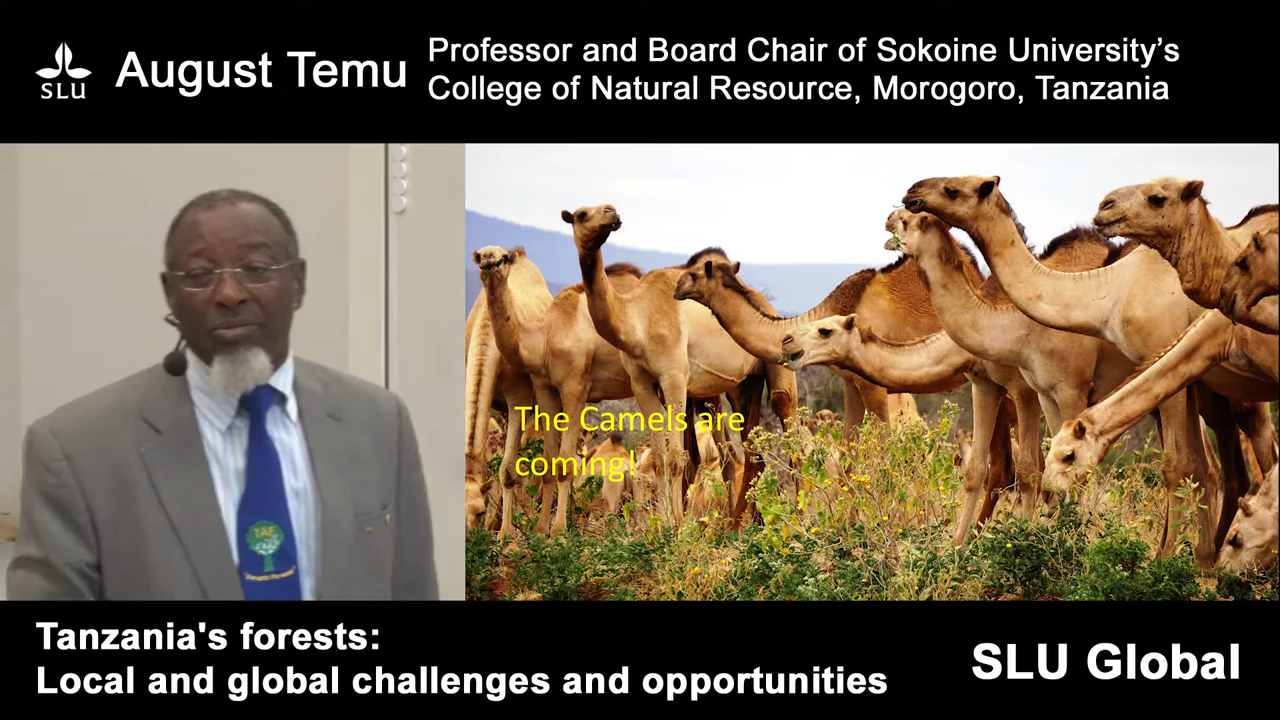 SLU
August Temu
Professor and Board Chair of Sokoine University’s
College of Natural Resource, Morogoro, Tanzania
The Camels are
coming!
TAF
Tanzania's forests:
Local and global challenges and opportunities
SLU Global